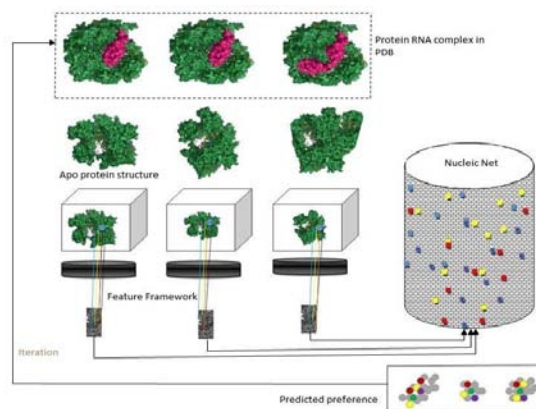 Protein RNA complex in
PDB
Apo protein structure
Nucleic Net
Feature Framework
Iteration
Predicted preference